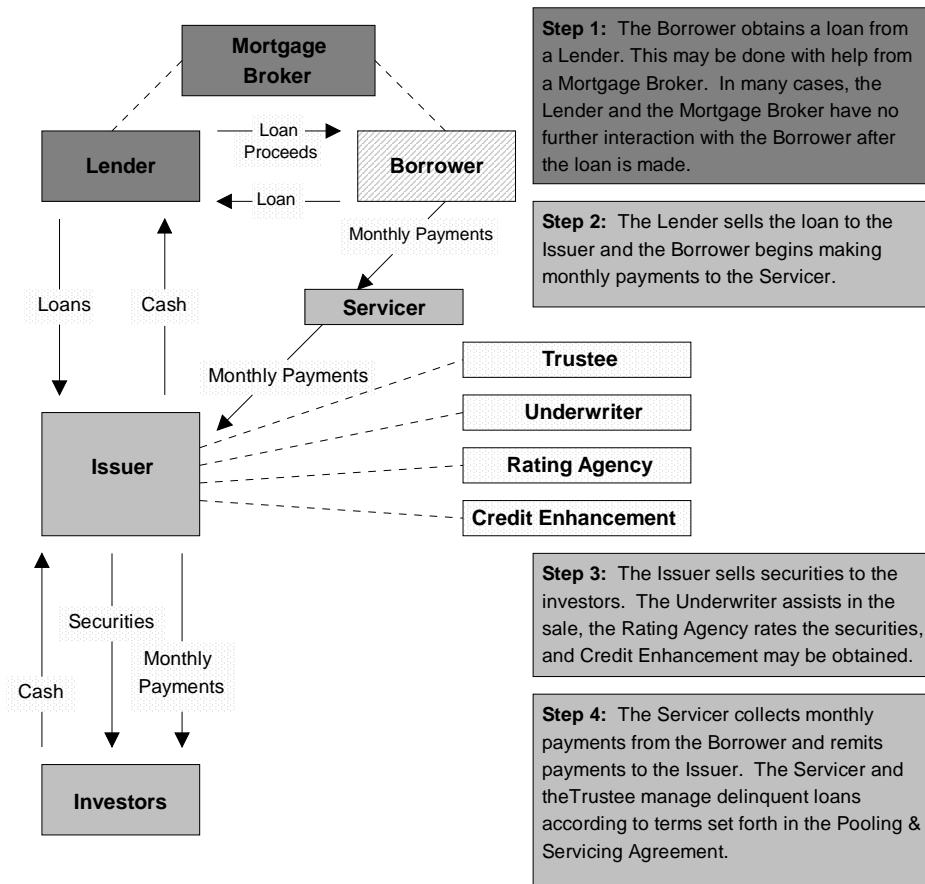 Mortgage
Broker
Lender
Loan
Proceeds
Borrower
Loan
Monthly Payments
Servicer
Loans
Cash
Monthly Payments
Trustee
Underwriter
Issuer
Rating Agency
Credit Enhancement
Securities
Monthly
Payments
Cash
Investors
Step 1: The Borrower obtains a loan from
a Lender. This may be done with help from
a Mortgage Broker. In many cases, the
Lender and the Mortgage Broker have no
further interaction with the Borrower after
the loan is made.
Step 2: The Lender sells the loan to the
Issuer and the Borrower begins making
monthly payments to the Servicer.
Step 3: The Issuer sells securities to the
investors. The Underwriter assists in the
sale, the Rating Agency rates the securities,
and Credit Enhancement may be obtained.
Step 4: The Servicer collects monthly
payments from the Borrower and remits
payments to the Issuer. The Servicer and
theTrustee manage delinquent loans
according to terms set forth in the Pooling &
Servicing Agreement.